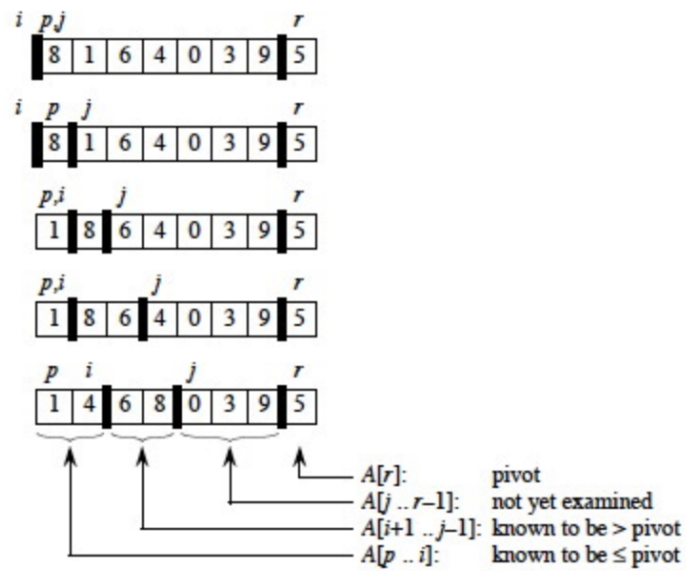 i p,j r
8 1 6 4 0 3 9 5
i p j r
8 1 6 4 0 3 9 5
p,i j r
1 8 6 4 0 3 9 5
p,i j r
1 8 6 4 0 3 9 5
p i j r
1 4 6 8 0 3 9 5
A[r]: pivot
A[j .. r–1]: not yet examined
A[i+1 .. j–1]: known to be > pivot
A[p .. i]: known to be ≤ pivot